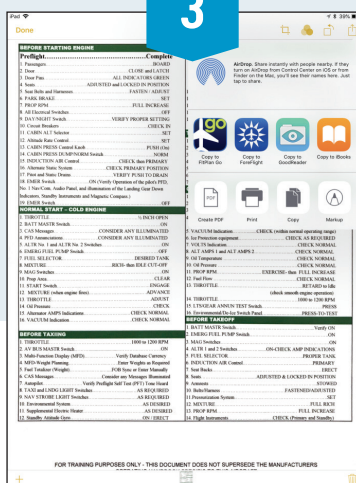 3
iPad
39%
Done
BEFORE STARTING ENGINE
Preflight...Complete
1 Passengers...BOARD
2. Door...CLOSE and LATCH
3 Door Pins...ALL INDICATORS GREEN
4. Seats...ADJUSTED and LOCKED IN POSITION
5 Seat Belts and Harnesses...FASTEN / ADJUST
6 PARK BRAKE...SET
7 PROP RPM...FULL INCREASE
8 All Electrical Switches...OFF
9. DAY/NIGHT Switch...VERIFY PROPER SETTING
10 Circuit Breakers...CHECK IN
11 CABIN ALT Selector...SET
12. Altitude Rate Control...SET
13 CABIN PRESS Control Knob...PUSH (On)
14 CABIN PRESS DUMP/NORM Switch...NORM
15 INDUCTION AIR Control...CHECK then PRIMARY
16 Alternate Static System...CHECK PRIMARY POSITION
17 Pitot and Static Drains...VERIFY PUSH TO DRAIN
18 EMER Switch...ON (Verify Operation of the pilot's PFD,
No. 1 Nav/Com, Audio Panel, and illumination of the Landing Gear Down
Indicators, Standby Instruments and Magnetic Compass.)
19 EMER Switch...OFF
NORMAL START – COLD ENGINE
1. THROTTLE...¼ INCH OPEN
2 BATT MASTR Switch...ON
3. CAS Messages...CONSIDER ANY ILLUMINATED
4 PFD Annunciations...CONSIDER ANY ILLUMINATED
5 ALTR No 1 and ALTR No 2 Switches...ON
6 EMERG FUEL PUMP Switch...OFF
7 FUEL SELECTOR...DESIRED TANK
8 MIXTURE...RICH- then IDLE CUT-OFF
9 MAG Switches...ON
10 Prop Area...CLEAR
11 START Switch...ENGAGE
12. MIXTURE (when engine fires)...ADVANCE
13 THROTTLE...ADJUST
14 Oil Pressure...CHECK
15 Alternator AMPS Indications...CHECK NORMAL
16 VACUUM Indication...CHECK NORMAL
BEFORE TAXIING
1. THROTTLE...1000 to 1200 RPM
2. AV BUS MASTR Switch...ON
3 Multi-Function Display (MFD)...Verify Database Currency
4. MFD-Weight Planning...Enter Weights as Required
5 Fuel Totalizer (Weight)...FOB Sync or Enter Manually
6 CAS Messages...Consider any Messages Illuminated
7 Autopilot...Verify Preflight Self Test (PFT) Tone Heard
8 TAXI and LNDG LIGHT Switches...AS REQUIRED
9 NAV STROBE LIGHT Switches...AS REQUIRED
10 Environmental System...AS DESIRED
11. Supplemental Electric Heater...AS DESIRED
12. Standby Attitude Gyro...ON / ERECT
AirDrop. Share instantly with people nearby. If they
turn on AirDrop from Control Center on iOS or from
Finder on the Mac, you'll see their names here. Just
tap to share.
go
Copy to FltPlan Go
Copy to ForeFlight
Copy to GoodReader
Copy to iBooks
PDF
Create PDF
Print
Copy
Markup
5 VACUUM Indication...CHECK (within normal operating range)
6 Ice Protection equipment...CHECK AS REQUIRED
7 VOLTS Indication...CHECK NORMAL
8 ALT AMPS 1 and ALT AMPS 2...CHECK NORMAL
9 Oil Temperature...CHECK NORMAL
10 Oil Pressure...CHECK NORMAL
11. PROP RPM...EXERCISE- then FULL INCREASE
12. Fuel Flow...CHECK NORMAL
13. THROTTLE...RETARD to Idle
(check smooth engine operation)
14. THROTTLE...1000 to 1200 RPM
15. LTS/GEAR ANNUN TEST Switch...PRESS
16. Environmental/De-Ice Switch Panel...PRESS-TO-TEST
BEFORE TAKEOFF
1. BATT MASTR Switch...Verify ON
2. EMERG FUEL PUMP Switch...ON
3. MAG Switches...ON
4. ALTR 1 and 2 Switches...ON-CHECK AMP INDICATIONS
5 FUEL SELECTOR...PROPER TANK
6 INDUCTION AIR Control...PRIMARY
7. Seat Backs...ERECT
8 Seats...ADJUSTED & LOCKED IN POSITION
9 Armrests...STOWED
10. Belts/Harness...FASTENED/ADJUSTED
11. Pressurization System...SET
12. MIXTURE...FULL RICH
13. PROP RPM...FULL INCREASE
14. Flight Instruments...CHECK (Primary and Standby)
FOR TRAINING PURPOSES ONLY - THIS DOCUMENT DOES NOT SUPERSEDE THE MANUFACTURERS